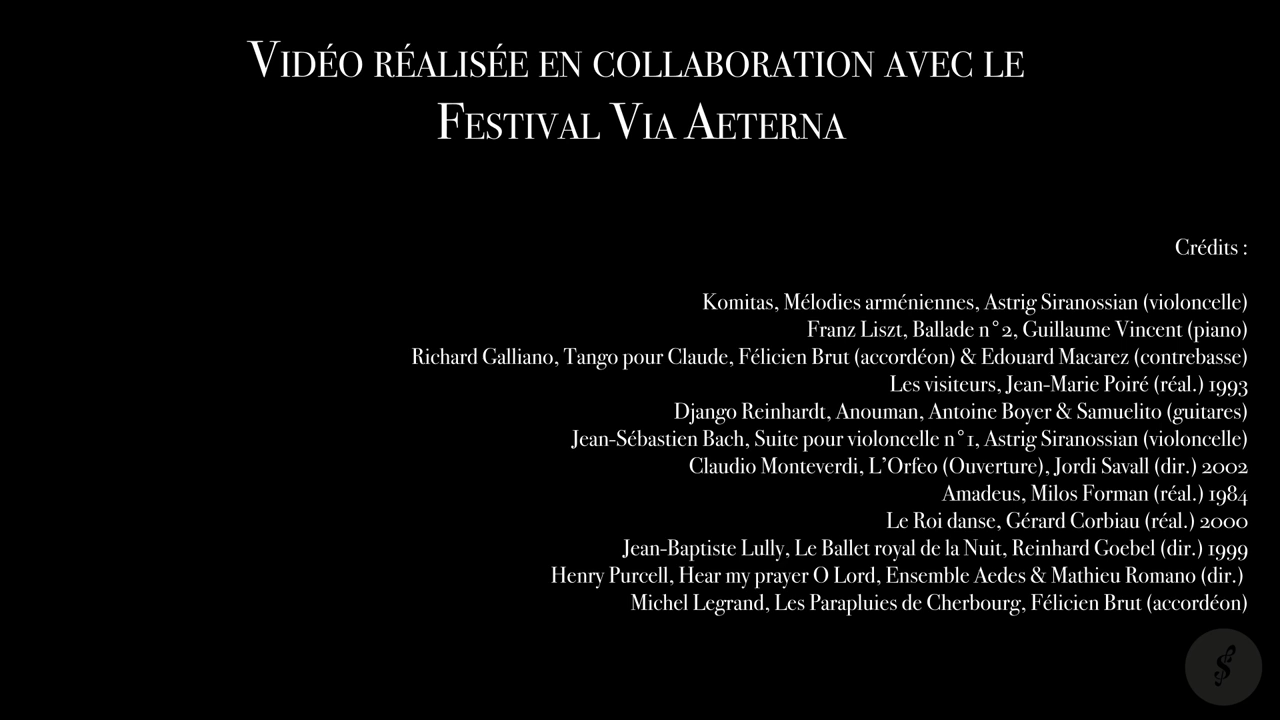 Vidéo réalisée en collaboration avec le
Festival Via Aeterna
Crédits :
Komitas, Mélodies arméniennes, Astrig Siranossian (violoncelle)
Franz Liszt, Ballade n°2, Guillaume Vincent (piano)
Richard Galliano, Tango pour Claude, Félicien Brut (accordéon) & Edouard Macarez (contrebasse)
Les visiteurs, Jean-Marie Poiré (réal.) 1993
Django Reinhardt, Anouman, Antoine Boyer & Samuelito (guitares)
Jean-Sébastien Bach, Suite pour violoncelle n°1, Astrig Siranossian (violoncelle)
Claudio Monteverdi, L’Orfeo (Ouverture), Jordi Savall (dir.) 2002
Amadeus, Milos Forman (réal.) 1984
Le Roi danse, Gérard Corbiau (réal.) 2000
Jean-Baptiste Lully, Le Ballet royal de la Nuit, Reinhard Goebel (dir.) 1999
Henry Purcell, Hear my prayer O Lord, Ensemble Aedes & Mathieu Romano (dir.)
Michel Legrand, Les Parapluies de Cherbourg, Félicien Brut (accordéon)